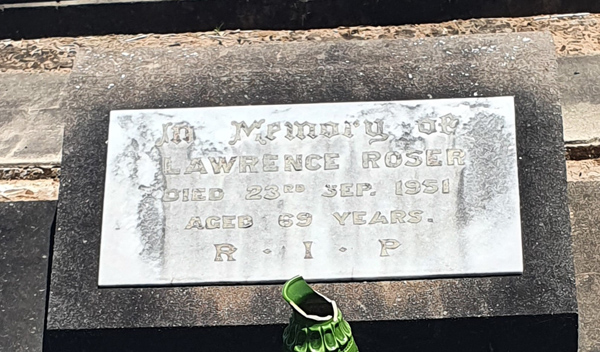 In Memory of
LAWRENCE ROSER
DIED 23RD SEP. 1951
AGED 69 YEARS.
R · I · P